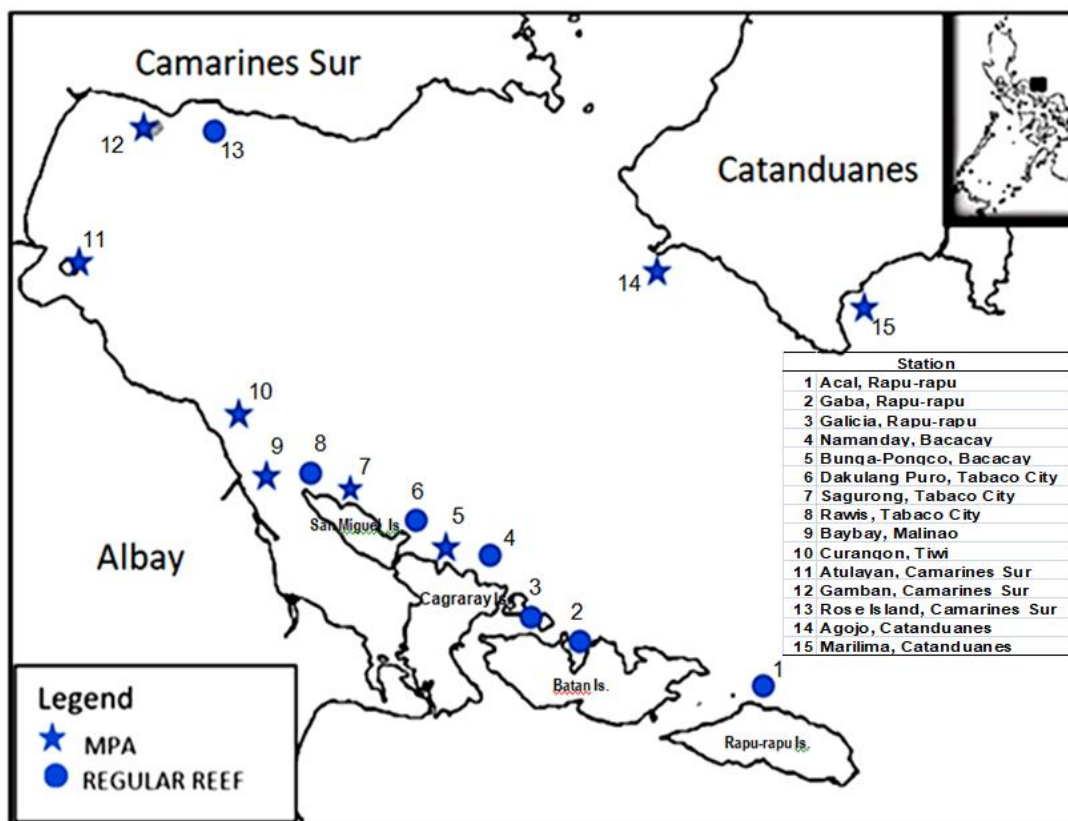 Camarines Sur
12
13
Catanduanes
11
14
15
Station
1 Acal, Rapu-rapu
2 Gaba, Rapu-rapu
3 Galicia, Rapu-rapu
4 Namanday, Bacacay
5 Bunga-Pongco, Bacacay
6 Dakulang Puro, Tabaco City
7 Sagurong, Tabaco City
8 Rawis, Tabaco City
9 Baybay, Malinao
10 Curangon, Tiwi
11 Atulayan, Camarines Sur
12 Gamban, Camarines Sur
13 Rose Island, Camarines Sur
14 Agojo, Catanduanes
15 Marilima, Catanduanes
10
9
8
7
6
5
4
San Miguel Is.
Albay
Cagraray Is.
3
2
Batan Is.
1
Rapu-rapu Is.
Legend
MPA
REGULAR REEF